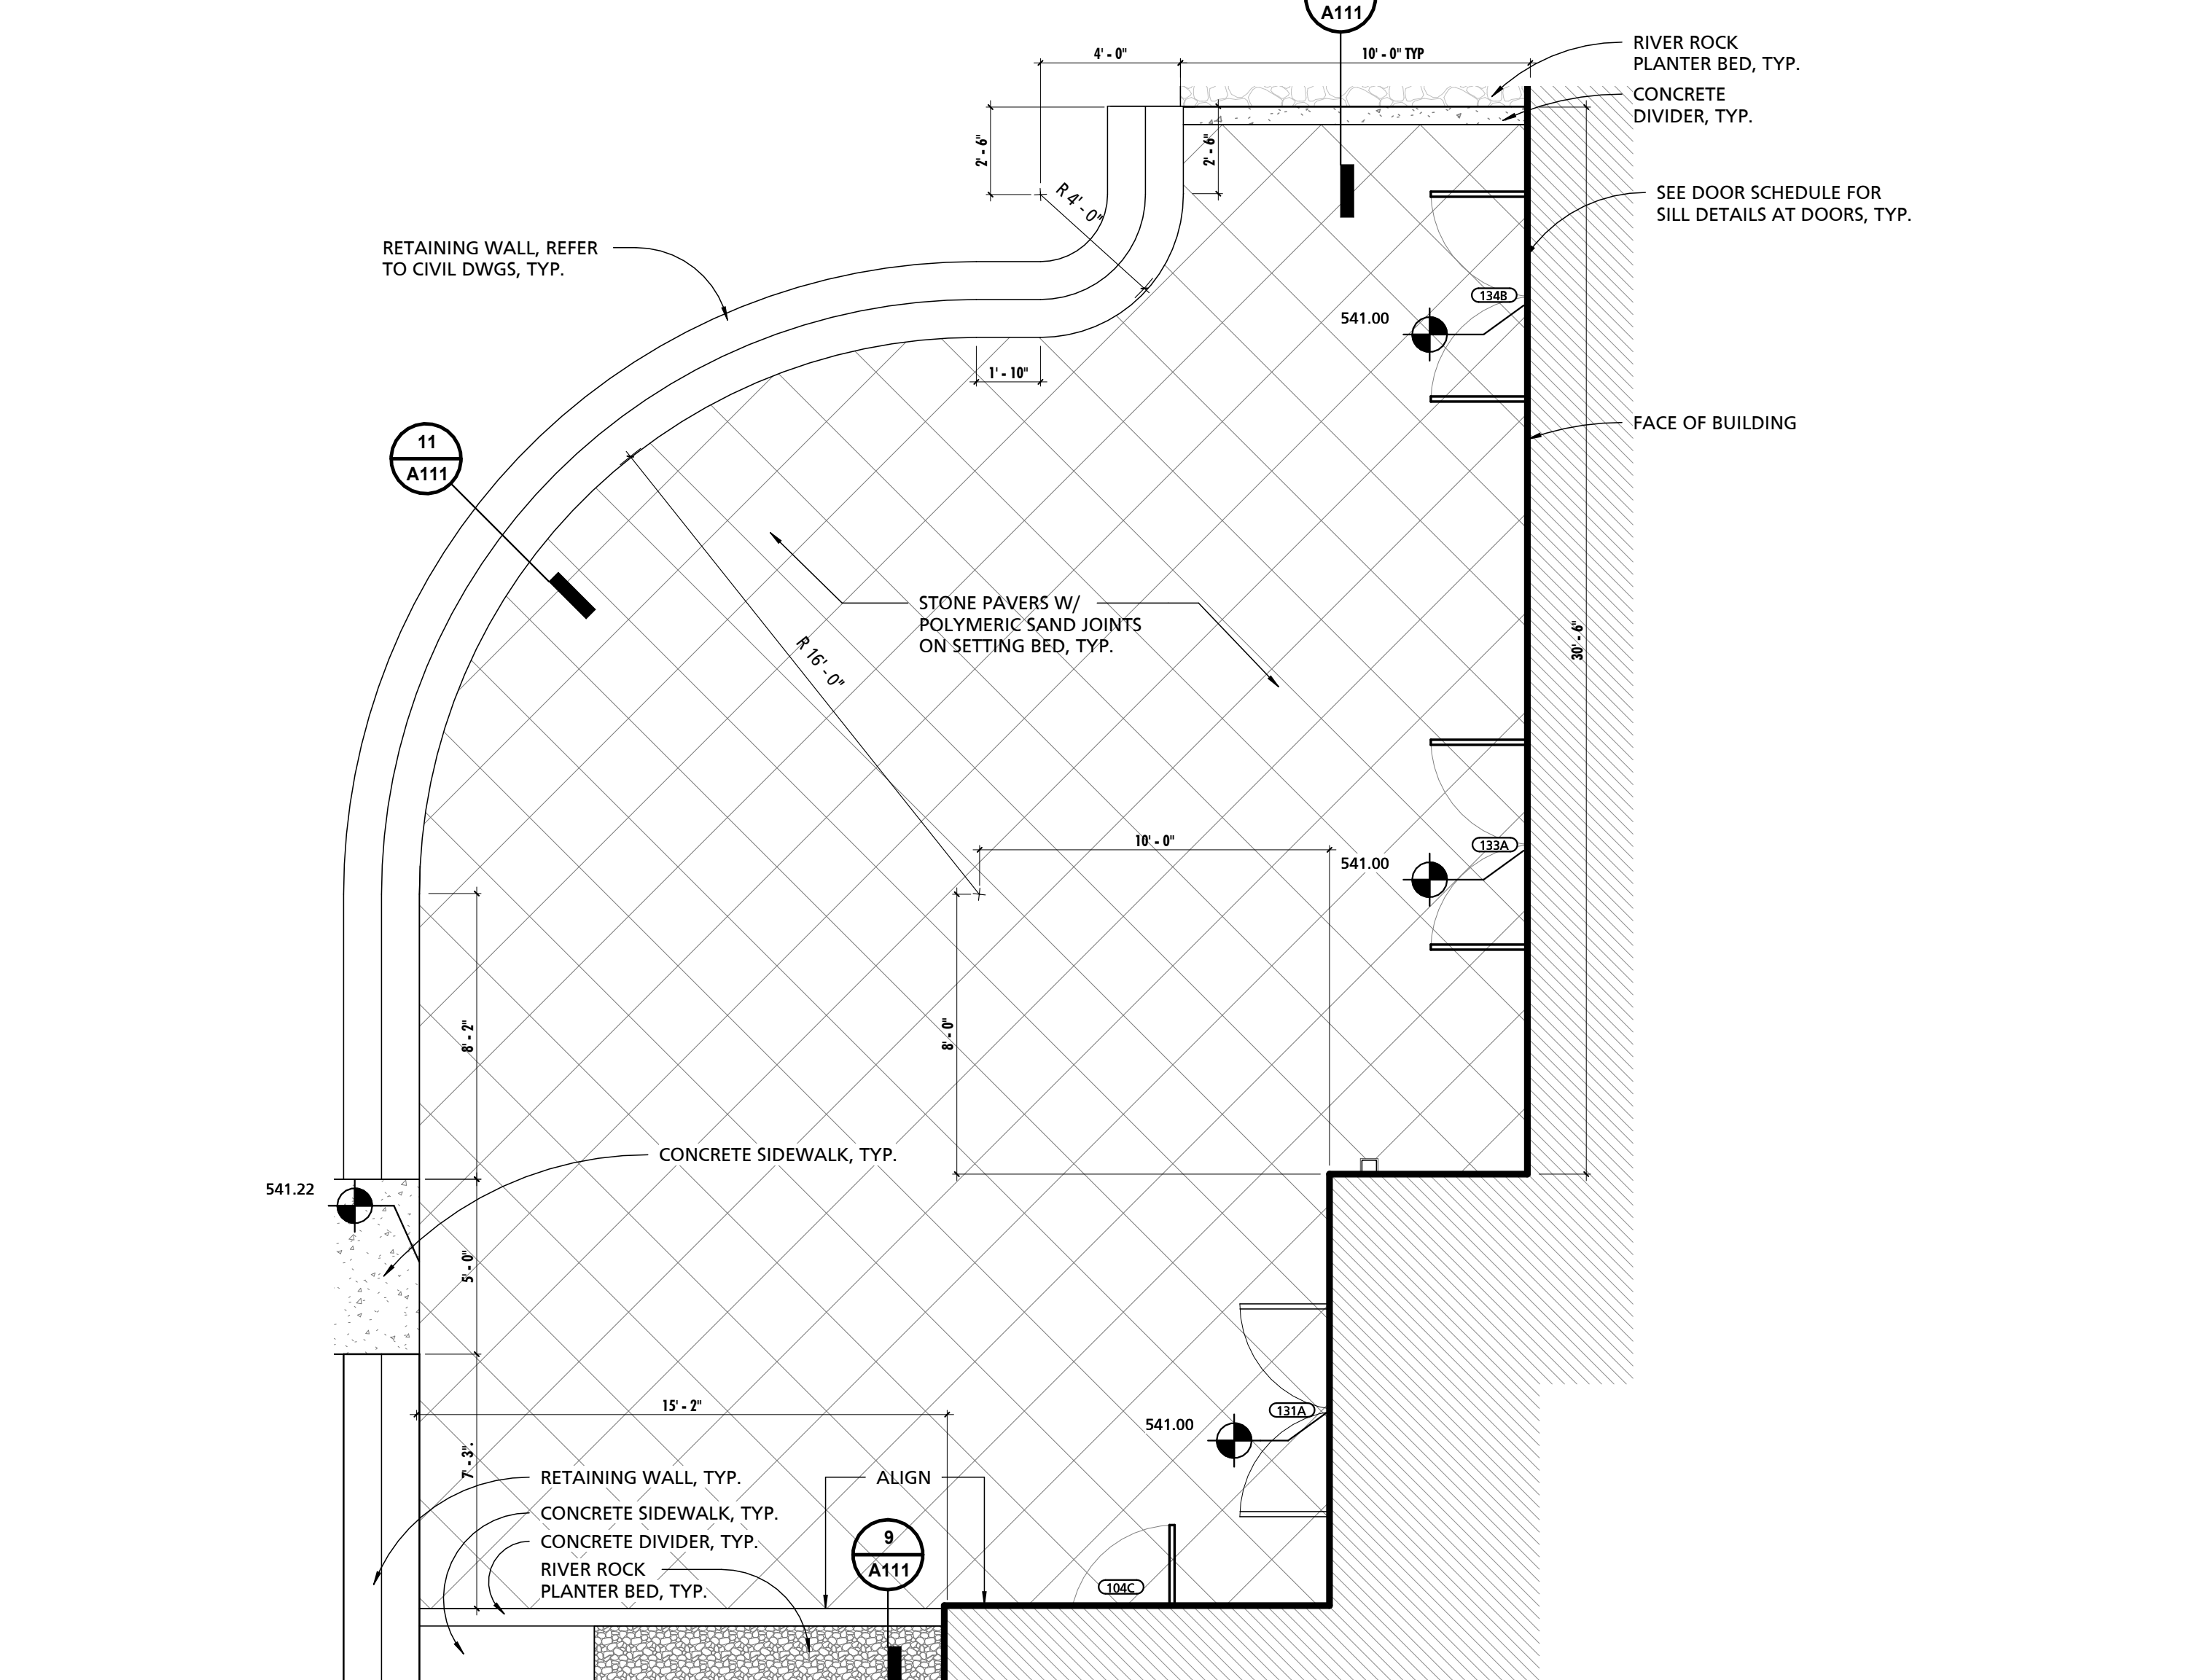 A111
4' - 0"
10' - 0" TYP
RIVER ROCK
PLANTER BED, TYP.
CONCRETE
DIVIDER, TYP.
2' - 6"
2' - 6"
R 4' - 0"
SEE DOOR SCHEDULE FOR
SILL DETAILS AT DOORS, TYP.
RETAINING WALL, REFER
TO CIVIL DWGS, TYP.
134B
541.00
1' - 10"
FACE OF BUILDING
11
A111
STONE PAVERS W/
POLYMERIC SAND JOINTS
ON SETTING BED, TYP.
R 16' - 0"
30' - 6"
10' - 0"
133A
541.00
8' - 2"
8' - 0"
CONCRETE SIDEWALK, TYP.
541.22
5' - 0"
15' - 2"
131A
541.00
7' - 3".
RETAINING WALL, TYP.
ALIGN
CONCRETE SIDEWALK, TYP.
CONCRETE DIVIDER, TYP.
RIVER ROCK
PLANTER BED, TYP.
9
A111
104C